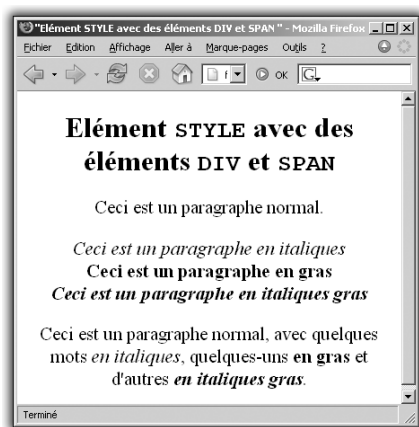 "Elément STYLE avec des éléments DIV et SPAN " - Mozilla Firefox
Fichier Edition Affichage Aller à Marque-pages Outils ?
f OK G
Elément STYLE avec des
éléments DIV et SPAN
Ceci est un paragraphe normal.
Ceci est un paragraphe en italiques
Ceci est un paragraphe en gras
Ceci est un paragraphe en italiques gras
Ceci est un paragraphe normal, avec quelques
mots en italiques, quelques-uns en gras et
d'autres en italiques gras.
Terminé